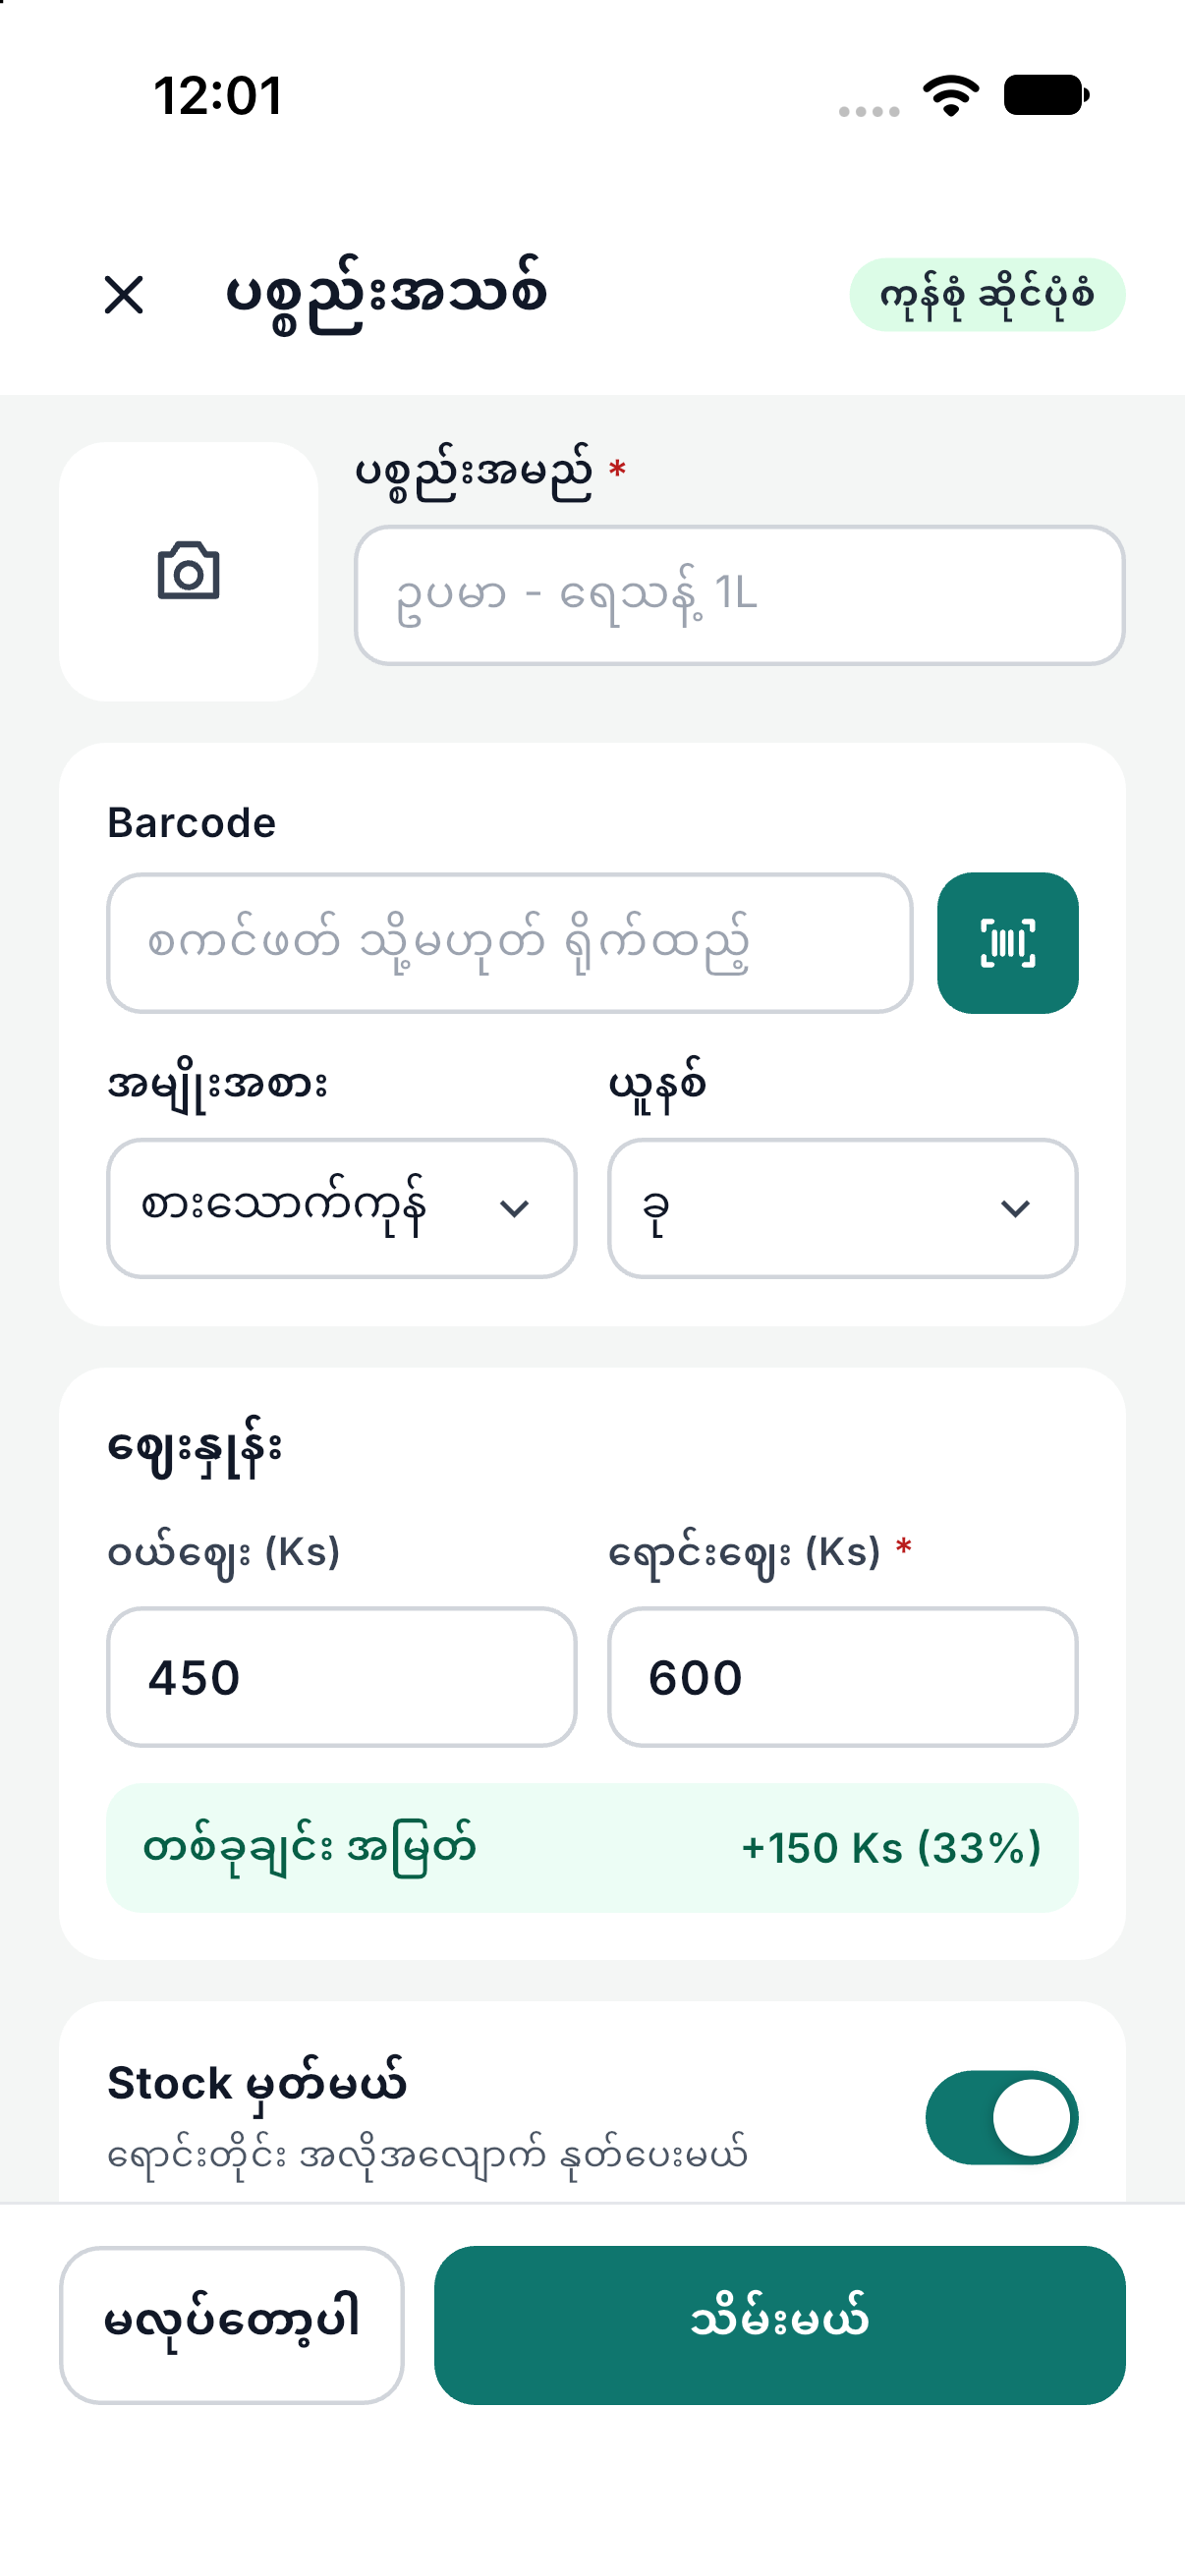 12:01
ပစ္စည်းအသစ်
ကုန်စုံ ဆိုင်ပုံစံ
ပစ္စည်းအမည် *
ဥပမာ - ရေသန့် 1L
Barcode
စကင်ဖတ် သို့မဟုတ် ရိုက်ထည့်
အမျိုးအစား
ယူနစ်
စားသောက်ကုန်
ခု
ဈေးနှုန်း
ဝယ်ဈေး (Ks)
ရောင်းဈေး (Ks) *
450
600
တစ်ခုချင်း အမြတ်
+150 Ks (33%)
Stock မှတ်မယ်
ရောင်းတိုင်း အလိုအလျောက် နုတ်ပေးမယ်
မလုပ်တော့ပါ
သိမ်းမယ်